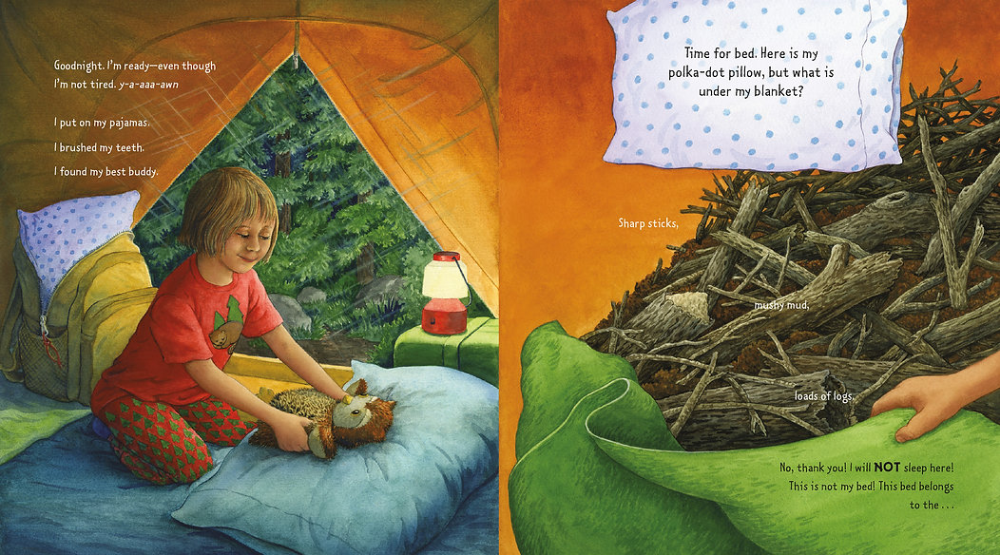 Goodnight. I'm ready—even though
I'm not tired. y-a-aaa-awn
I put on my pajamas.
I brushed my teeth.
I found my best buddy.
Time for bed. Here is my
polka-dot pillow, but what is
under my blanket?
Sharp sticks,
mushy mud,
loads of logs.
No, thank you! I will NOT sleep here!
This is not my bed! This bed belongs
to the . . .